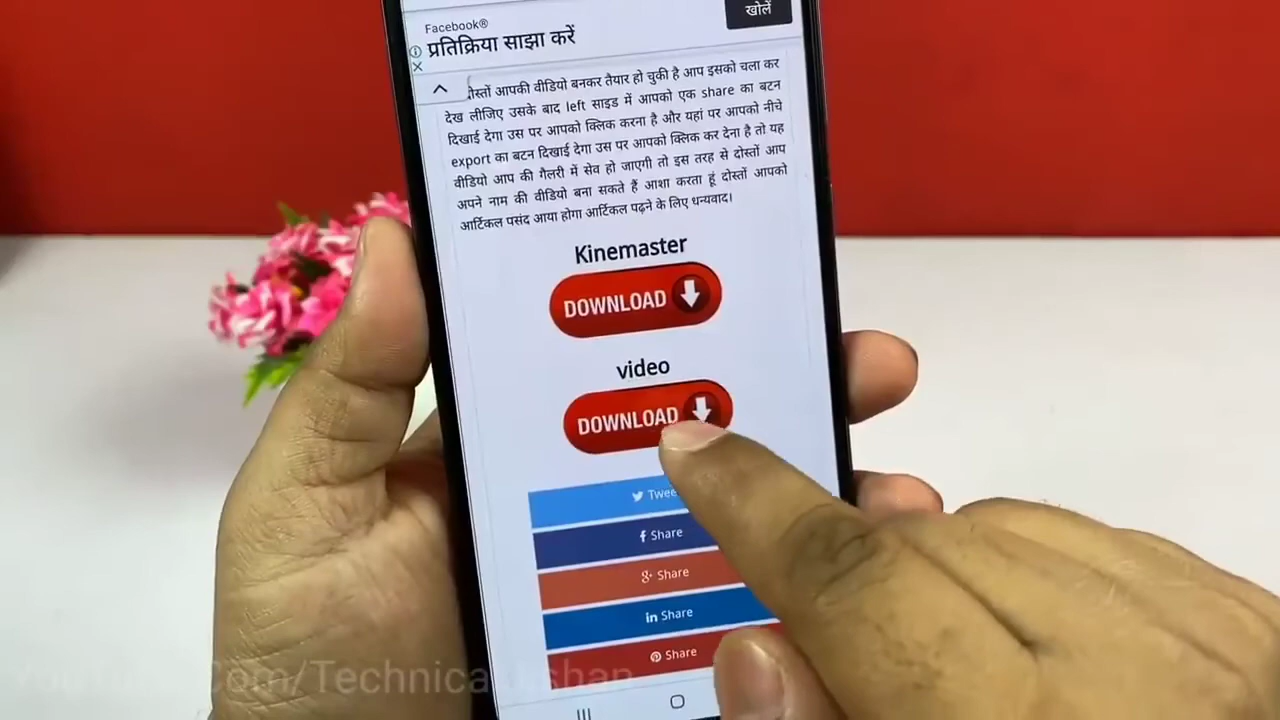 Facebook®
प्रतिक्रिया साझा करें
खोलें
दोस्तों आपकी वीडियो बनकर तैयार हो चुकी है आप इसको चला कर
देख लीजिए उसके बाद left साइड में आपको एक share का बटन
दिखाई देगा उस पर आपको क्लिक करना है और यहां पर आपको नीचे
export का बटन दिखाई देगा उस पर आपको क्लिक कर देना है तो यह
वीडियो आप की गैलरी में सेव हो जाएगी तो इस तरह से दोस्तों आप
अपने नाम की वीडियो बना सकते हैं आशा करता हूं दोस्तों आपको
आर्टिकल पसंद आया होगा आर्टिकल पढ़ने के लिए धन्यवाद।
Kinemaster
DOWNLOAD
video
DOWNLOAD
Share
Share
Share
Share